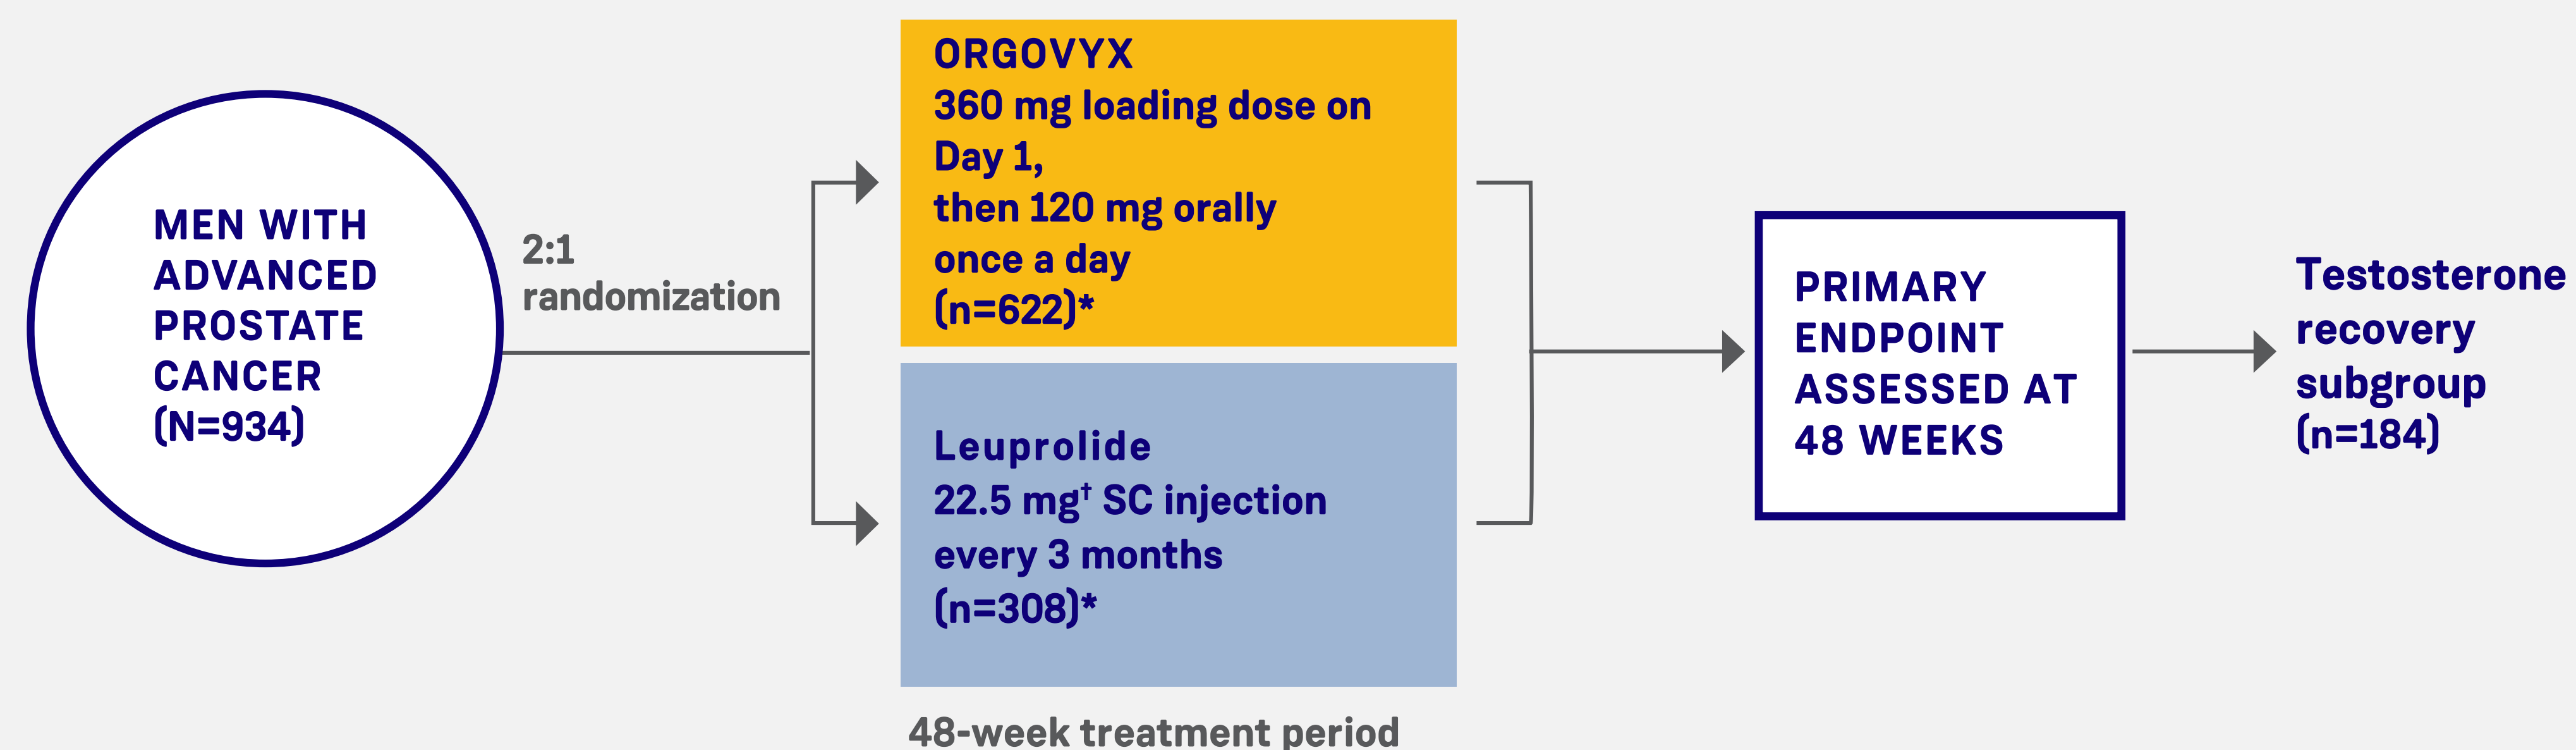 MEN WITH
ADVANCED
PROSTATE
CANCER
(N=934)
2:1
randomization
ORGOVYX
360 mg loading dose on
Day 1,
then 120 mg orally
once a day
(n=622)*
Leuprolide
22.5 mg† SC injection
every 3 months
(n=308)*
48-week treatment period
PRIMARY
ENDPOINT
ASSESSED AT
48 WEEKS
Testosterone
recovery
subgroup
(n=184)